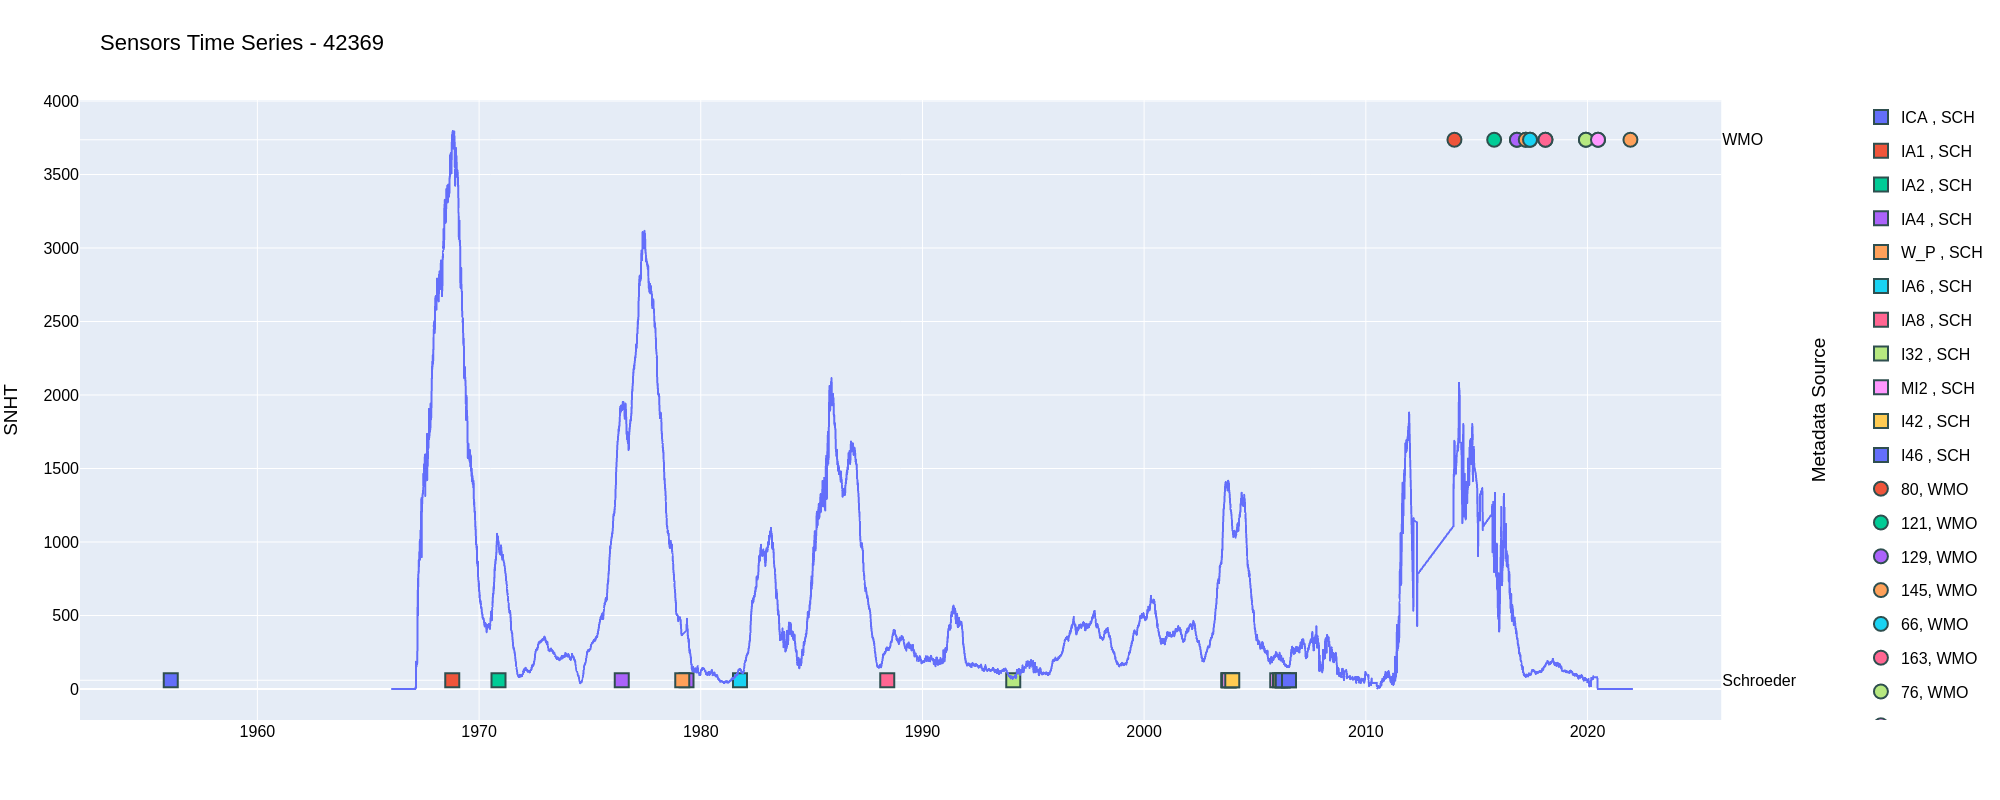 Sensors Time Series - 42369
SNHT
4000
3500
3000
2500
2000
1500
1000
500
0
1960
1970
1980
1990
2000
2010
2020
WMO
Schroeder
Metadata Source
ICA , SCH
IA1 , SCH
IA2 , SCH
IA4 , SCH
W_P , SCH
IA6 , SCH
IA8 , SCH
I32 , SCH
MI2 , SCH
I42 , SCH
I46 , SCH
80, WMO
121, WMO
129, WMO
145, WMO
66, WMO
163, WMO
76, WMO